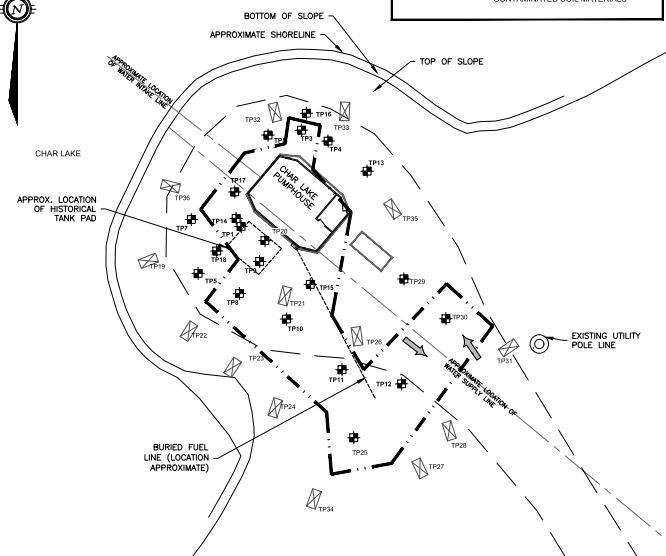 N
CONTAMINATED SOIL MATERIALS
BOTTOM OF SLOPE
APPROXIMATE SHORELINE
TOP OF SLOPE
APPROXIMATE LOCATION
OF WATER INTAKE LINE
CHAR LAKE
TP32
TP16
TP33
TP3
TP4
TP13
TP17
CHAR LAKE
PUMPHOUSE
TP36
APPROX. LOCATION
OF HISTORICAL
TANK PAD
TP7
TP14
TP1
TP20
TP35
TP18
TP19
TP9
TP5
TP8
TP21
TP15
TP29
TP10
TP30
TP22
TP26
TP23
TP31
EXISTING UTILITY
POLE LINE
APPROXIMATE LOCATION OF
WATER SUPPLY LINE
TP11
TP12
TP24
BURIED FUEL
LINE (LOCATION
APPROXIMATE)
TP25
TP28
TP27
TP34